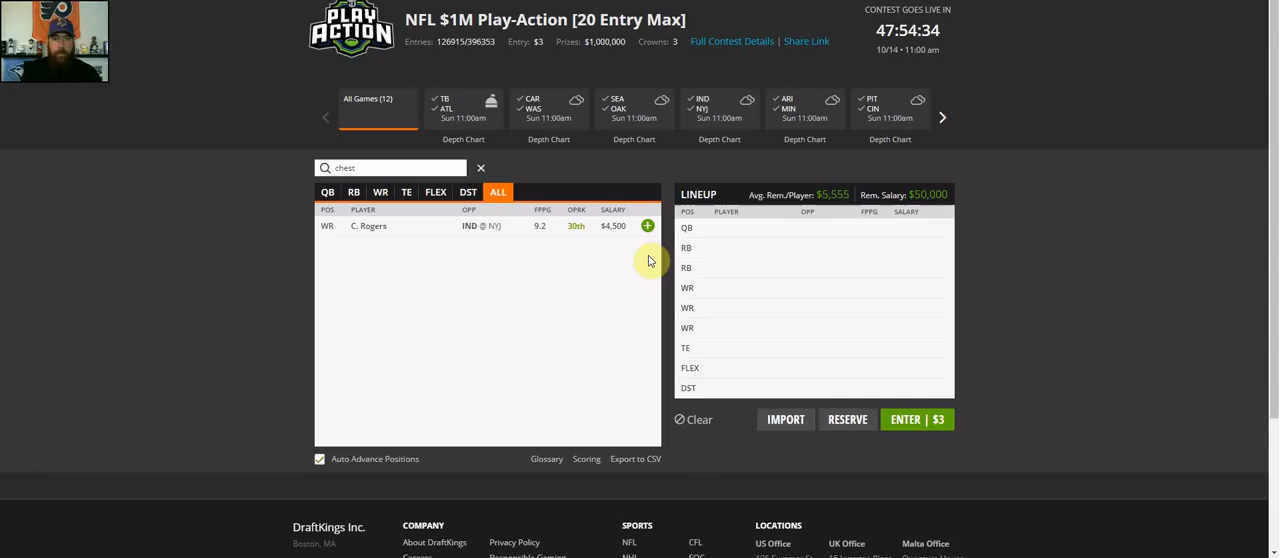 PLAY
ACTION
NFL $1M Play-Action [20 Entry Max]
Entries: 126915/396353 Entry: $3 Prizes: $1,000,000 Crowns: 3 Full Contest Details | Share Link
CONTEST GOES LIVE IN
47:54:34
10/14 • 11:00 am
All Games (12)
TB
ATL
Sun 11:00am
CAR
WAS
Sun 11:00am
SEA
OAK
Sun 11:00am
IND
NYJ
Sun 11:00am
ARI
MIN
Sun 11:00am
PIT
CIN
Sun 11:00am
Depth Chart Depth Chart Depth Chart Depth Chart Depth Chart Depth Chart
chest
QB RB WR TE FLEX DST ALL
POS PLAYER OPP FPPG OPRK SALARY
WR C. Rogers IND @ NYJ 9.2 30th $4,500
LINEUP Avg. Rem./Player: $5,555 Rem. Salary: $50,000
POS PLAYER OPP FPPG SALARY
QB
RB
RB
WR
WR
WR
TE
FLEX
DST
Clear IMPORT RESERVE ENTER | $3
Auto Advance Positions Glossary Scoring Export to CSV
DraftKings Inc.
Boston, MA
COMPANY
About DraftKings Privacy Policy
Careers
SPORTS
NFL CFL
NHL SOC
LOCATIONS
US Office UK Office Malta Office